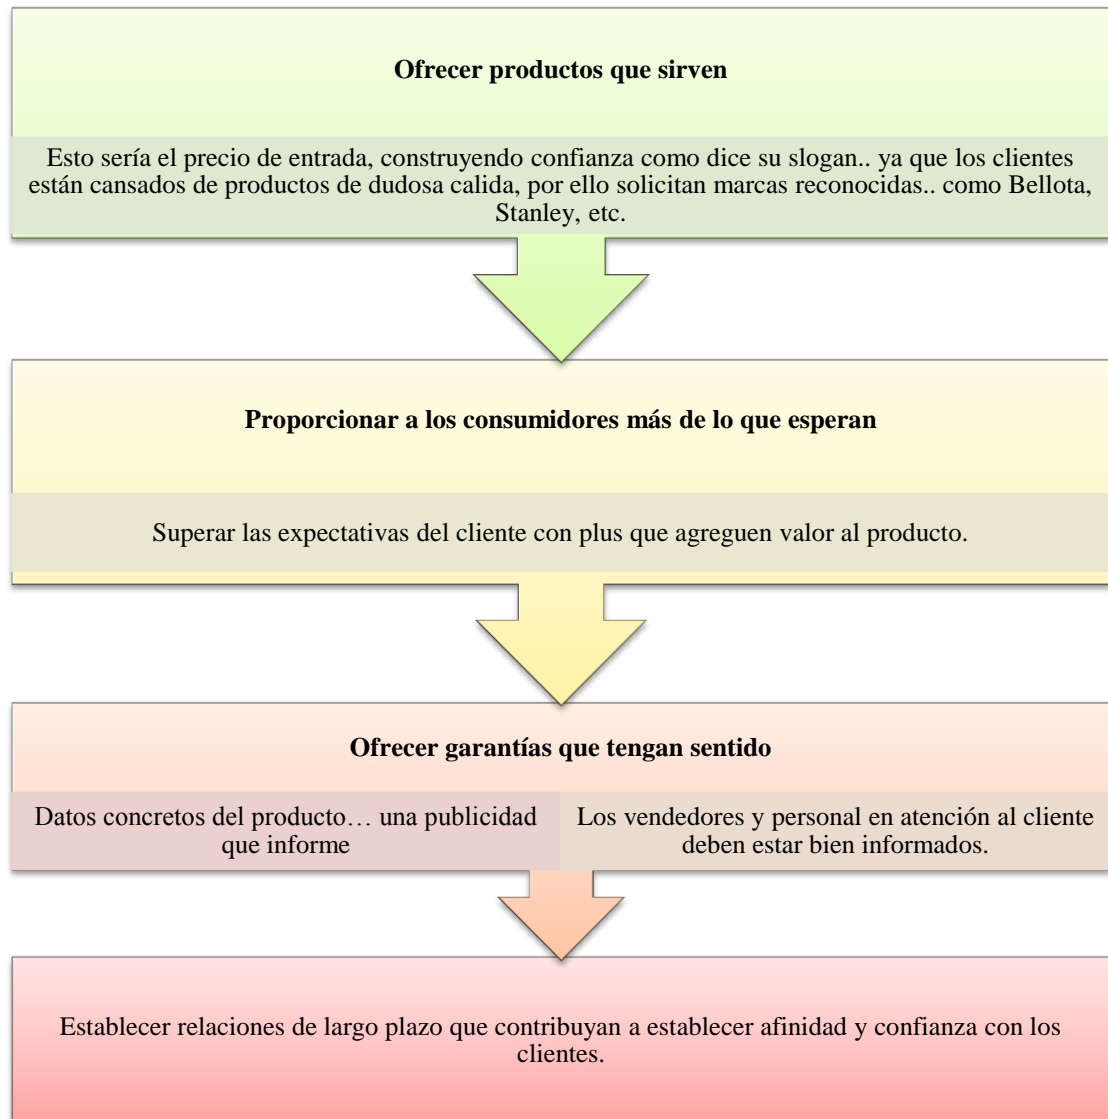 Ofrecer productos que sirven
Esto sería el precio de entrada, construyendo confianza como dice su slogan.. ya que los clientes
están cansados de productos de dudosa calida, por ello solicitan marcas reconocidas.. como Bellota,
Stanley, etc.
Proporcionar a los consumidores más de lo que esperan
Superar las expectativas del cliente con plus que agreguen valor al producto.
Ofrecer garantías que tengan sentido
Datos concretos del producto… una publicidad
que informe
Los vendedores y personal en atención al cliente
deben estar bien informados.
Establecer relaciones de largo plazo que contribuyan a establecer afinidad y confianza con los
clientes.